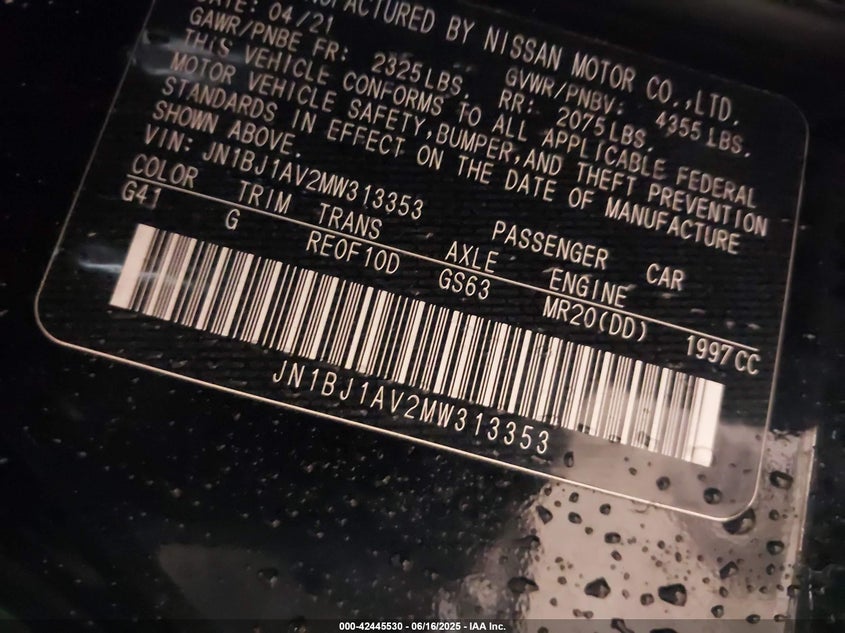 MANUFACTURED BY NISSAN MOTOR CO.,LTD.
DATE: 04/21 GVWR/PNBV: 4355 LBS.
GAWR/PNBE FR: 2325LBS. RR: 2075LBS.
THIS VEHICLE CONFORMS TO ALL APPLICABLE FEDERAL
MOTOR VEHICLE SAFETY,BUMPER,AND THEFT PREVENTION
STANDARDS IN EFFECT ON THE DATE OF MANUFACTURE
SHOWN ABOVE.
VIN: JN1BJ1AV2MW313353 PASSENGER CAR
COLOR TRIM TRANS AXLE ENGINE
G41 G RE0F10D GS63 MR20(DD) 1997CC
JN1BJ1AV2MW313353
000-42445530 - 06/16/2025 - IAA Inc.